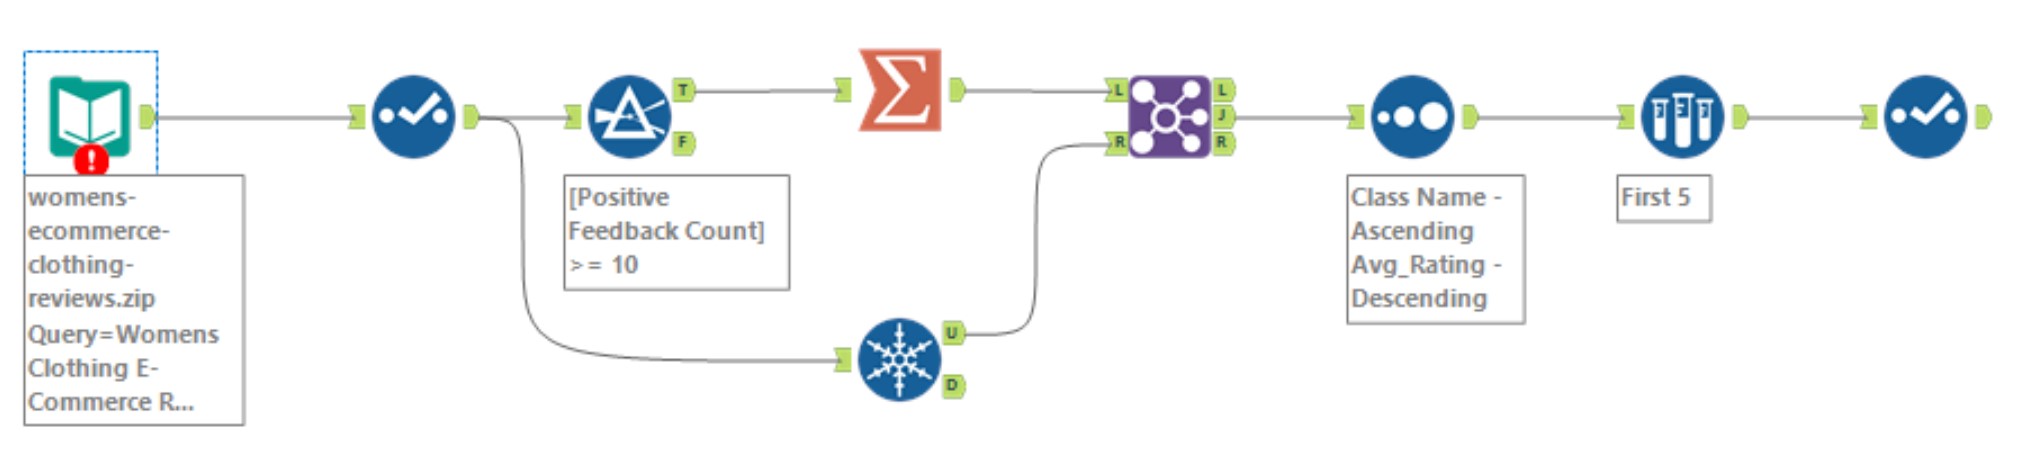 T
F
L
R
L
J
R
!
womens-
ecommerce-
clothing-
reviews.zip
Query=Womens
Clothing E-
Commerce R...
[Positive
Feedback Count]
>= 10
Class Name -
Ascending
Avg_Rating -
Descending
First 5
U
D